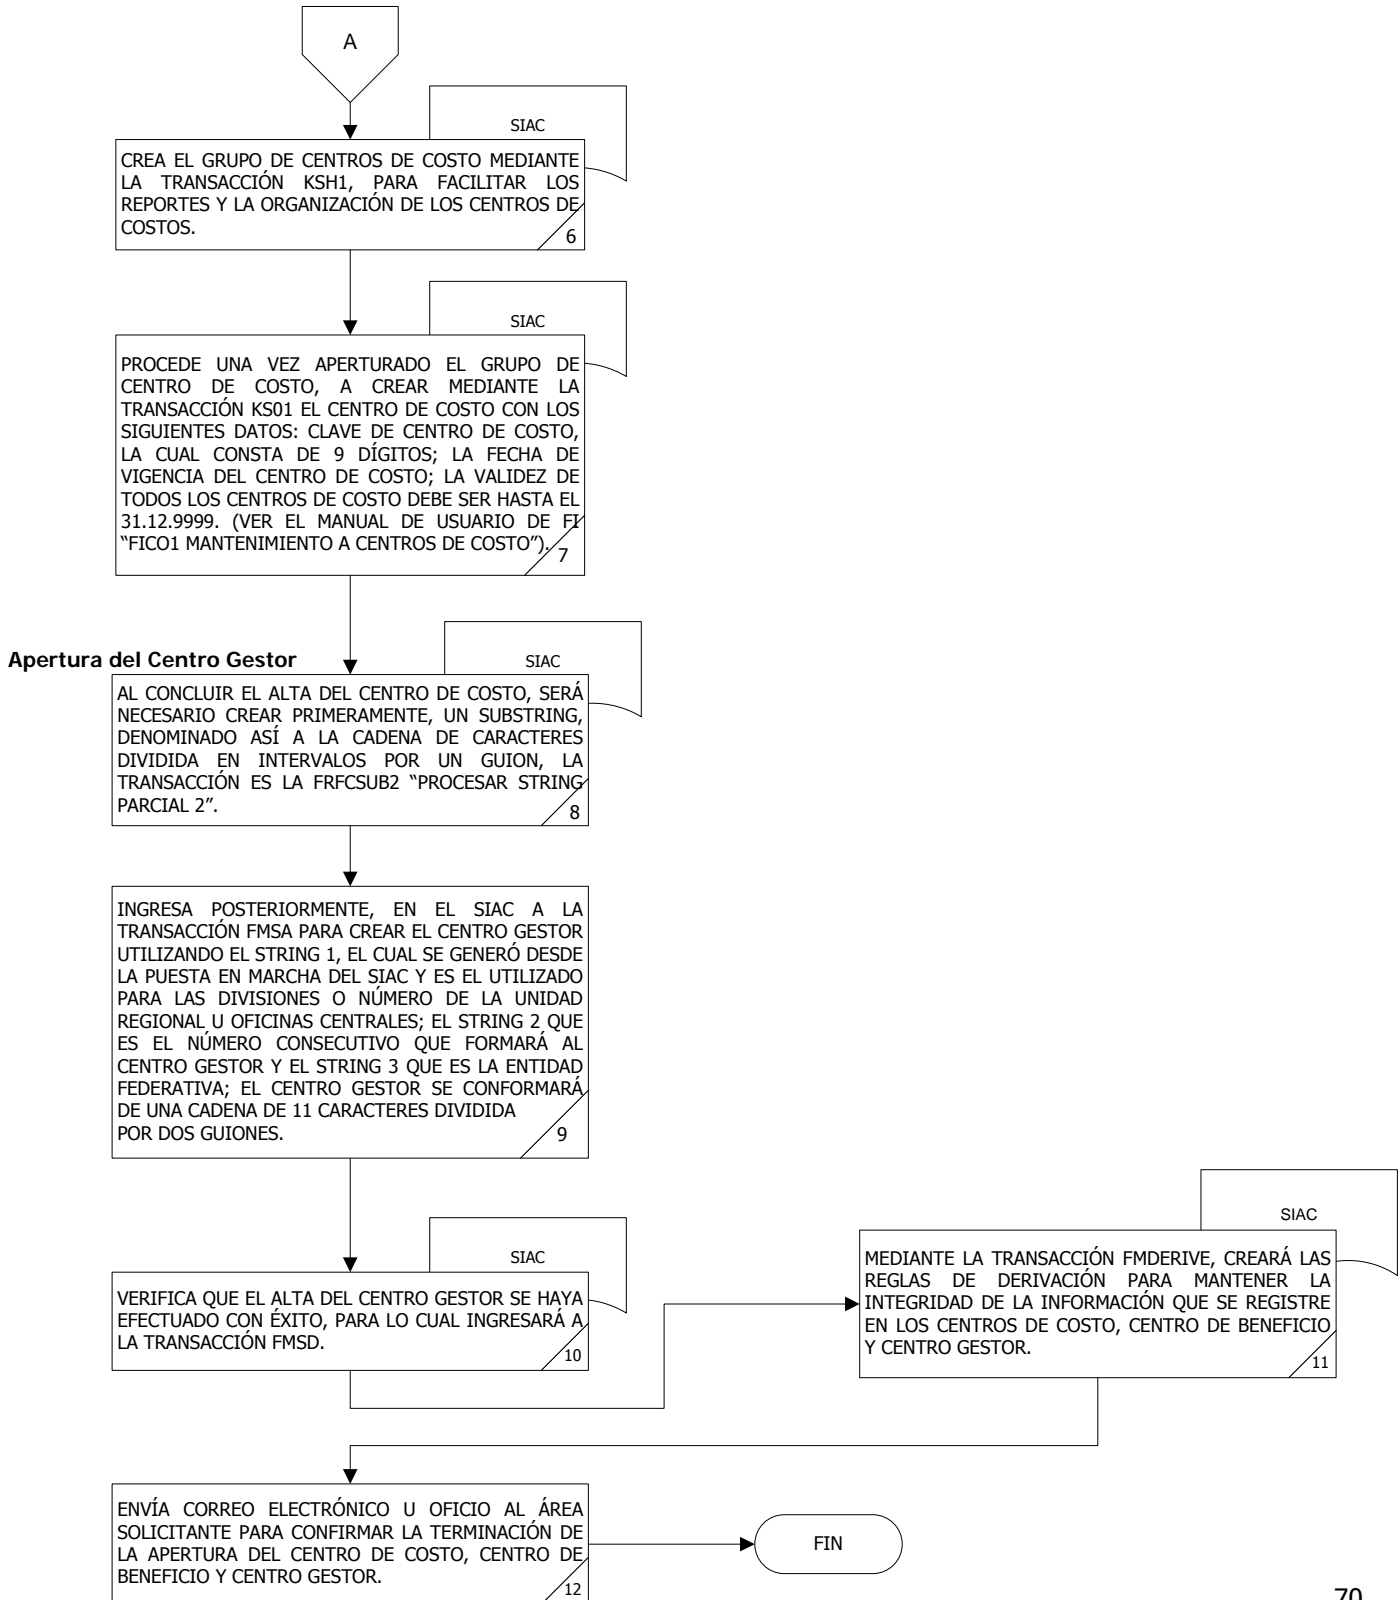 A
SIAC
CREA EL GRUPO DE CENTROS DE COSTO MEDIANTE
LA TRANSACCIÓN KSH1, PARA FACILITAR LOS
REPORTES Y LA ORGANIZACIÓN DE LOS CENTROS DE
COSTOS.
6
SIAC
PROCEDE UNA VEZ APERTURADO EL GRUPO DE
CENTRO DE COSTO, A CREAR MEDIANTE LA
TRANSACCIÓN KS01 EL CENTRO DE COSTO CON LOS
SIGUIENTES DATOS: CLAVE DE CENTRO DE COSTO,
LA CUAL CONSTA DE 9 DÍGITOS; LA FECHA DE
VIGENCIA DEL CENTRO DE COSTO; LA VALIDEZ DE
TODOS LOS CENTROS DE COSTO DEBE SER HASTA EL
31.12.9999. (VER EL MANUAL DE USUARIO DE FI
“FICO1 MANTENIMIENTO A CENTROS DE COSTO”).
7
Apertura del Centro Gestor
SIAC
AL CONCLUIR EL ALTA DEL CENTRO DE COSTO, SERÁ
NECESARIO CREAR PRIMERAMENTE, UN SUBSTRING,
DENOMINADO ASÍ A LA CADENA DE CARACTERES
DIVIDIDA EN INTERVALOS POR UN GUION, LA
TRANSACCIÓN ES LA FRFCSUB2 “PROCESAR STRING
PARCIAL 2”.
8
INGRESA POSTERIORMENTE, EN EL SIAC A LA
TRANSACCIÓN FMSA PARA CREAR EL CENTRO GESTOR
UTILIZANDO EL STRING 1, EL CUAL SE GENERÓ DESDE
LA PUESTA EN MARCHA DEL SIAC Y ES EL UTILIZADO
PARA LAS DIVISIONES O NÚMERO DE LA UNIDAD
REGIONAL U OFICINAS CENTRALES; EL STRING 2 QUE
ES EL NÚMERO CONSECUTIVO QUE FORMARÁ AL
CENTRO GESTOR Y EL STRING 3 QUE ES LA ENTIDAD
FEDERATIVA; EL CENTRO GESTOR SE CONFORMARÁ
DE UNA CADENA DE 11 CARACTERES DIVIDIDA
POR DOS GUIONES.
9
SIAC
VERIFICA QUE EL ALTA DEL CENTRO GESTOR SE HAYA
EFECTUADO CON ÉXITO, PARA LO CUAL INGRESARÁ A
LA TRANSACCIÓN FMSD.
10
SIAC
MEDIANTE LA TRANSACCIÓN FMDERIVE, CREARÁ LAS
REGLAS DE DERIVACIÓN PARA MANTENER LA
INTEGRIDAD DE LA INFORMACIÓN QUE SE REGISTRE
EN LOS CENTROS DE COSTO, CENTRO DE BENEFICIO
Y CENTRO GESTOR.
11
ENVÍA CORREO ELECTRÓNICO U OFICIO AL ÁREA
SOLICITANTE PARA CONFIRMAR LA TERMINACIÓN DE
LA APERTURA DEL CENTRO DE COSTO, CENTRO DE
BENEFICIO Y CENTRO GESTOR.
12
FIN
70